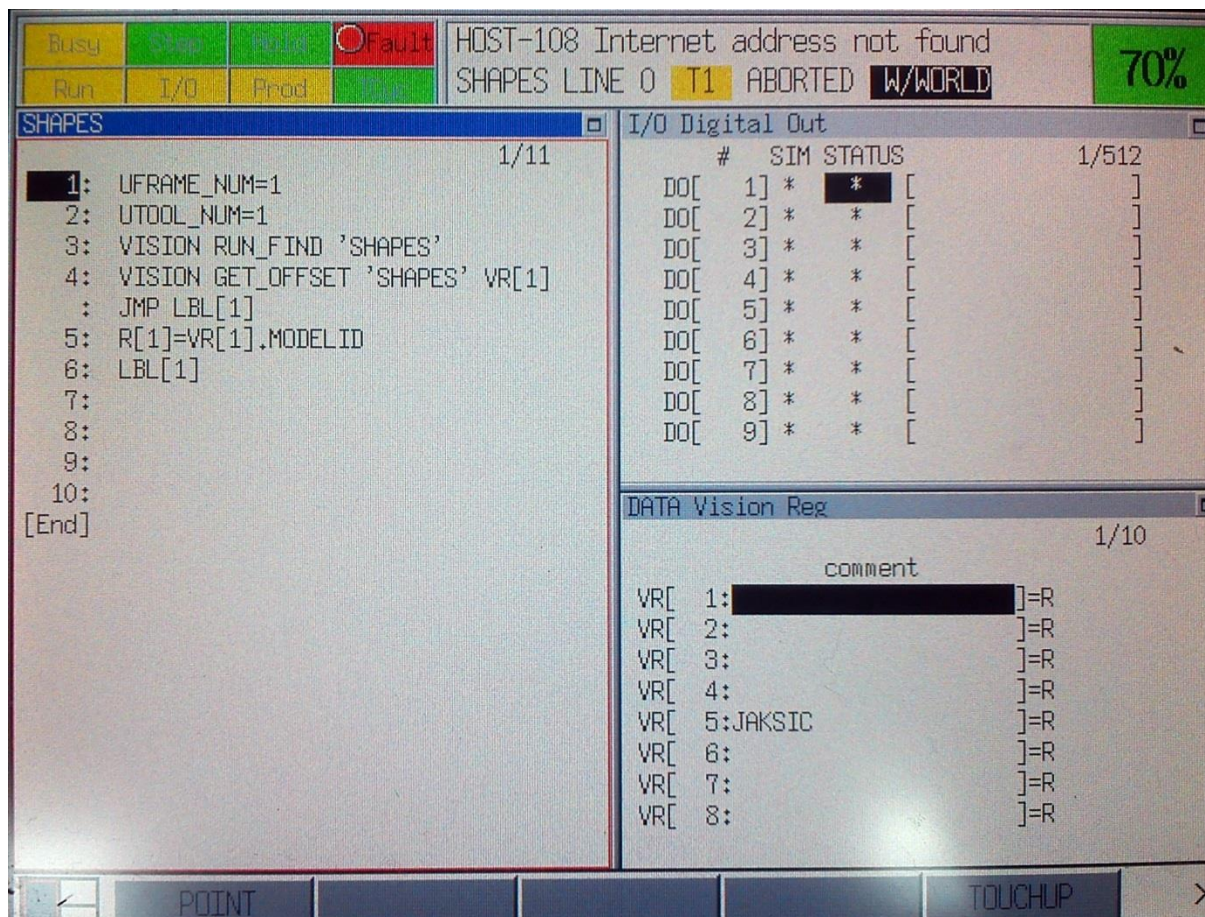 Busy Step Hold Fault
Run I/O Prod
HOST-108 Internet address not found
SHAPES LINE 0 T1 ABORTED W/WORLD
70%
SHAPES
1/11
1: UFRAME_NUM=1
2: UTOOL_NUM=1
3: VISION RUN_FIND 'SHAPES'
4: VISION GET_OFFSET 'SHAPES' VR[1]
: JMP LBL[1]
5: R[1]=VR[1].MODELID
6: LBL[1]
7:
8:
9:
10:
[End]
I/O Digital Out
# SIM STATUS 1/512
DO[ 1] * * [ ]
DO[ 2] * * [ ]
DO[ 3] * * [ ]
DO[ 4] * * [ ]
DO[ 5] * * [ ]
DO[ 6] * * [ ]
DO[ 7] * * [ ]
DO[ 8] * * [ ]
DO[ 9] * * [ ]
DATA Vision Reg
1/10
comment
VR[ 1: ]=R
VR[ 2: ]=R
VR[ 3: ]=R
VR[ 4: ]=R
VR[ 5:JAKSIC ]=R
VR[ 6: ]=R
VR[ 7: ]=R
VR[ 8: ]=R
POINT TOUCHUP >